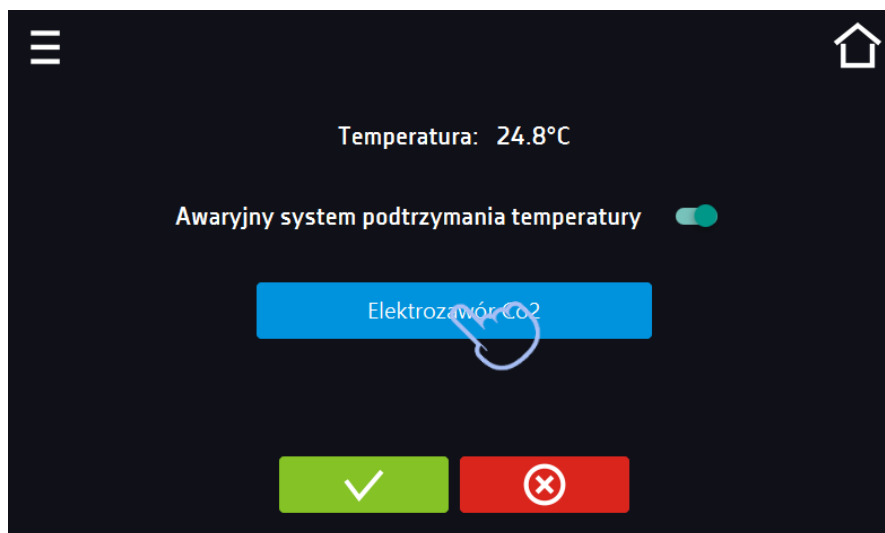 Temperatura: 24.8°C
Awaryjny system podtrzymania temperatury
Elektrozawór Co2